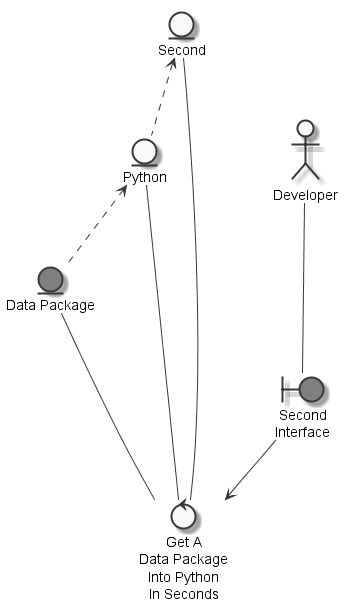 Second
Python
Developer
Data Package
Second
Interface
Get A
Data Package
Into Python
In Seconds